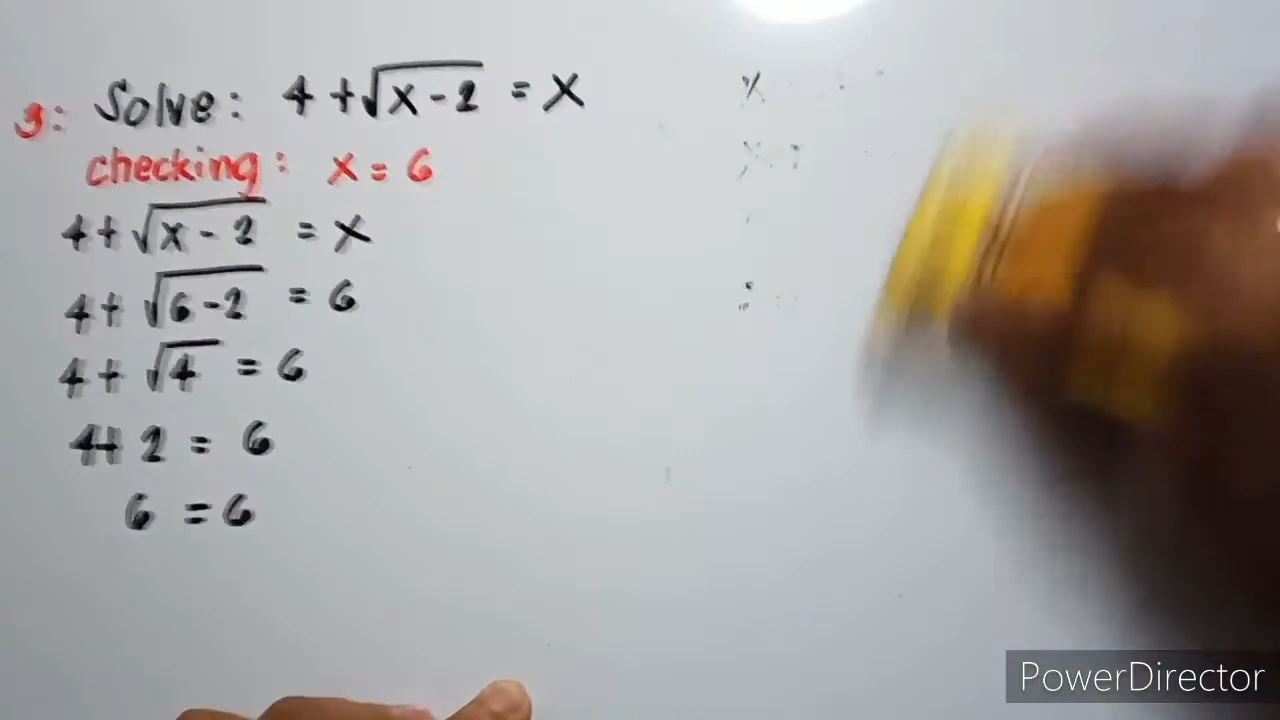 3: Solve: 4 + √x - 2 = x
checking: x = 6
4 + √x - 2 = x
4 + √6 - 2 = 6
4 + √4 = 6
4 + 2 = 6
6 = 6
PowerDirector